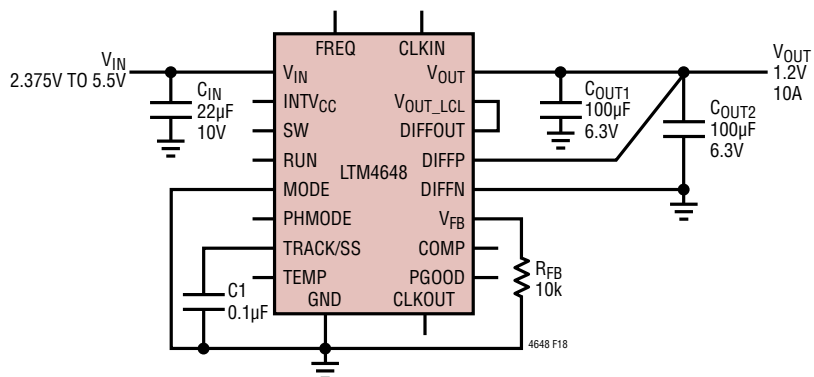 FREQ CLKIN
VIN
2.375V TO 5.5V
CIN
22µF
10V
VIN
INTVCC
SW
RUN
MODE
PHMODE
TRACK/SS
TEMP
GND
LTM4648
VOUT
VOUT_LCL
DIFFOUT
DIFFP
DIFFN
VFB
COMP
PGOOD
CLKOUT
COUT1
100µF
6.3V
COUT2
100µF
6.3V
VOUT
1.2V
10A
C1
0.1µF
RFB
10k
4648 F18